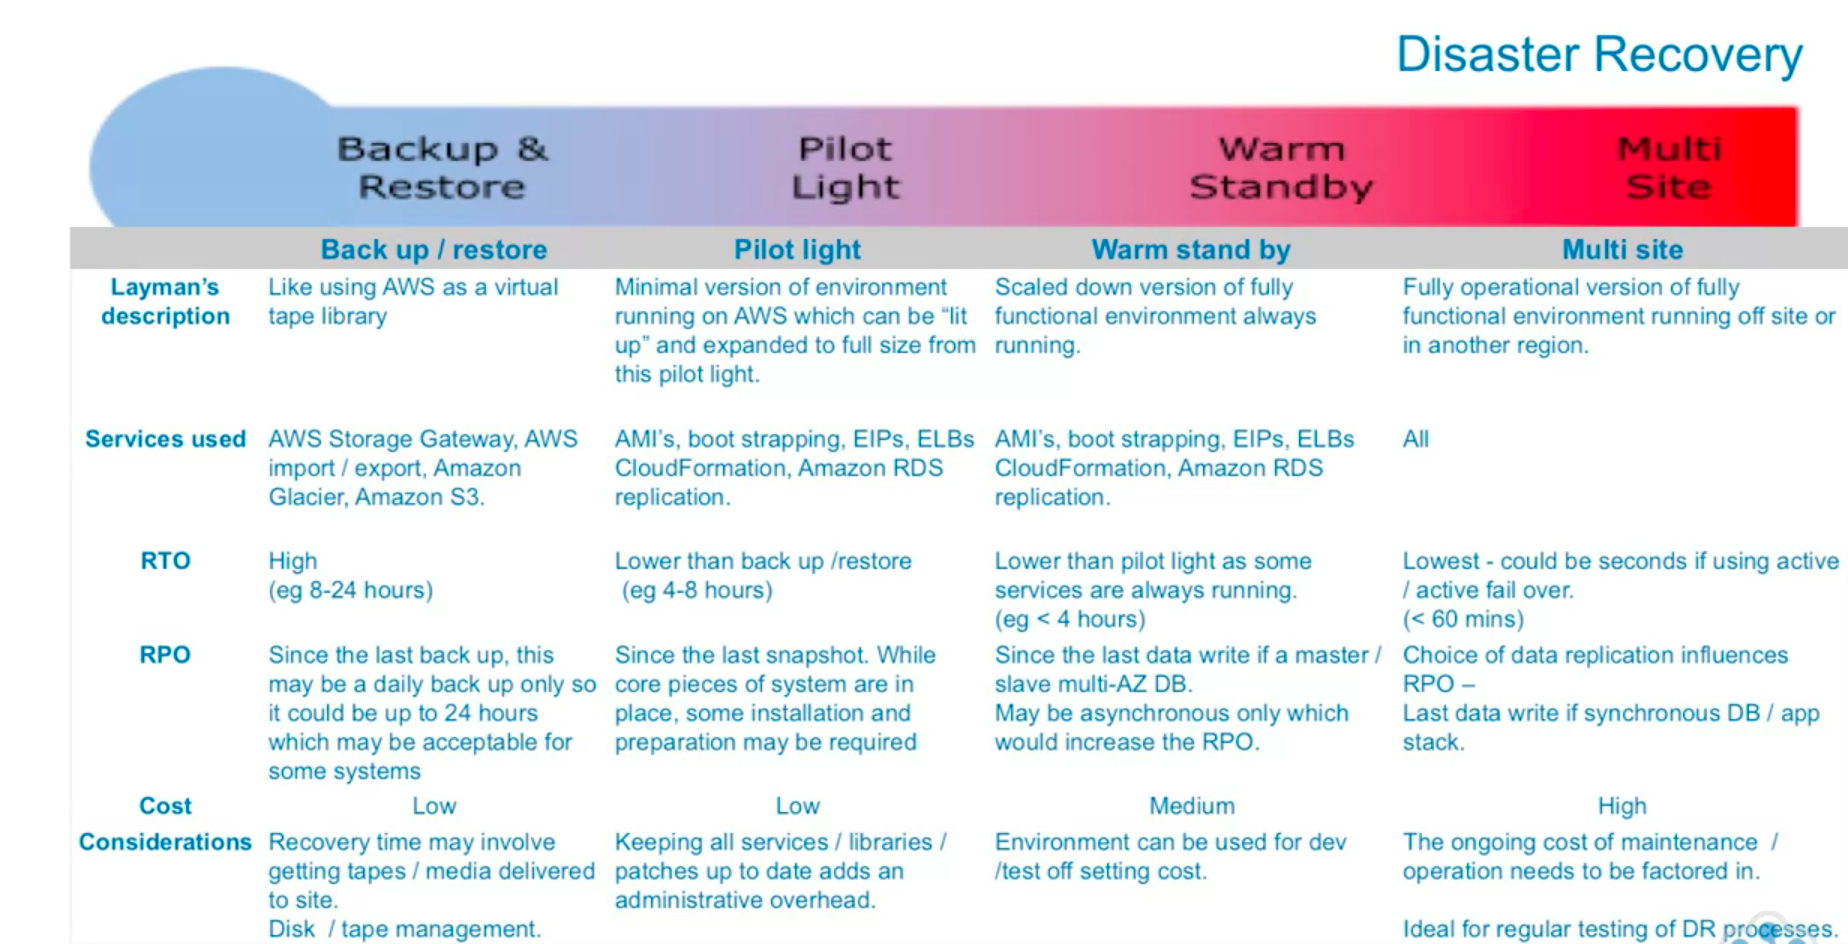 Disaster Recovery
Backup &
Restore
Pilot
Light
Warm
Standby
Multi
Site
Back up / restore
Pilot light
Warm stand by
Multi site
Layman's
description
Like using AWS as a virtual
tape library
Minimal version of environment
running on AWS which can be “lit
up” and expanded to full size from
this pilot light.
Scaled down version of fully
functional environment always
running.
Fully operational version of fully
functional environment running off site or
in another region.
Services used
AWS Storage Gateway, AWS
import / export, Amazon
Glacier, Amazon S3.
AMI's, boot strapping, EIPs, ELBs
CloudFormation, Amazon RDS
replication.
AMI's, boot strapping, EIPs, ELBs
CloudFormation, Amazon RDS
replication.
All
RTO
High
(eg 8-24 hours)
Lower than back up /restore
(eg 4-8 hours)
Lower than pilot light as some
services are always running.
(eg < 4 hours)
Lowest - could be seconds if using active
/ active fail over.
(< 60 mins)
RPO
Since the last back up, this
may be a daily back up only so
it could be up to 24 hours
which may be acceptable for
some systems
Since the last snapshot. While
core pieces of system are in
place, some installation and
preparation may be required
Since the last data write if a master /
slave multi-AZ DB.
May be asynchronous only which
would increase the RPO.
Choice of data replication influences
RPO –
Last data write if synchronous DB / app
stack.
Cost
Low
Low
Medium
High
Considerations
Recovery time may involve
getting tapes / media delivered
to site.
Disk / tape management.
Keeping all services / libraries /
patches up to date adds an
administrative overhead.
Environment can be used for dev
/test off setting cost.
The ongoing cost of maintenance /
operation needs to be factored in.
Ideal for regular testing of DR processes.